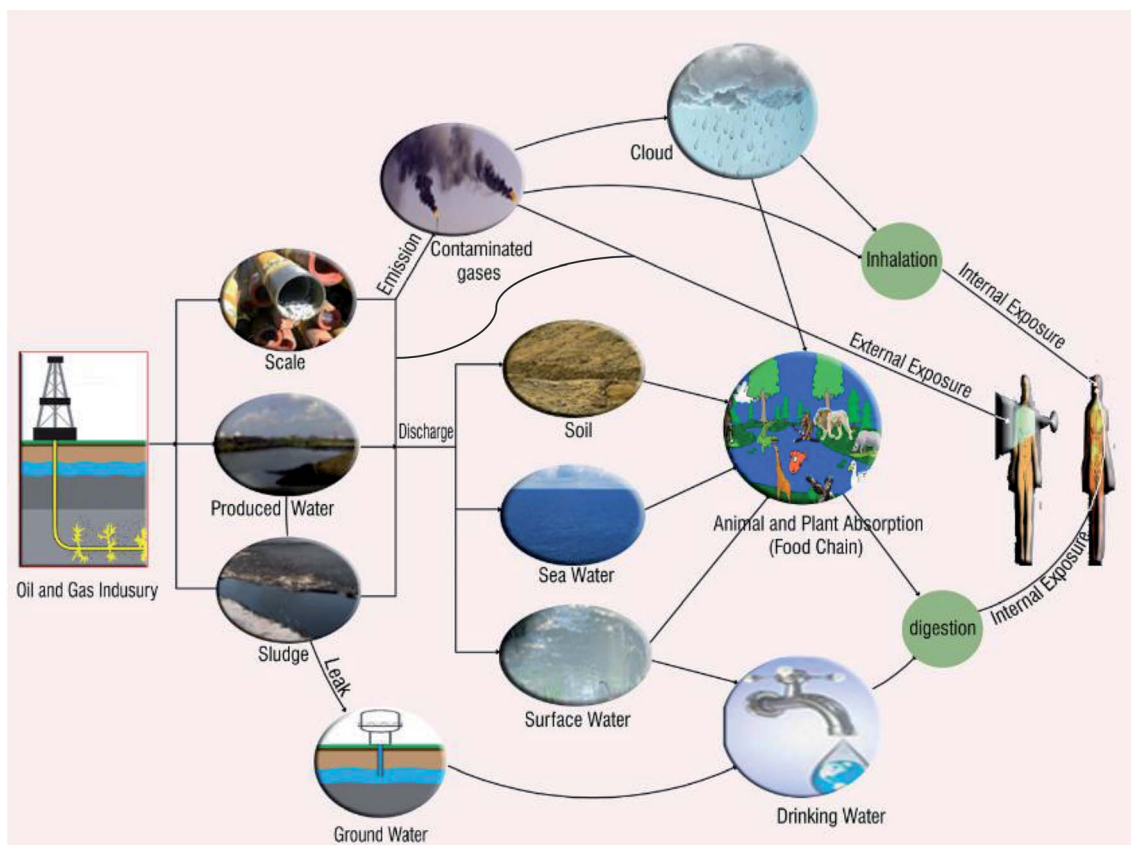 Cloud
Contaminated
gases
Emission
Inhalation
Internal Exposure
External Exposure
Scale
Soil
Discharge
Produced Water
Animal and Plant Absorption
(Food Chain)
Oil and Gas Indusury
Sea Water
Internal Exposure
digestion
Sludge
Leak
Surface Water
Drinking Water
Ground Water